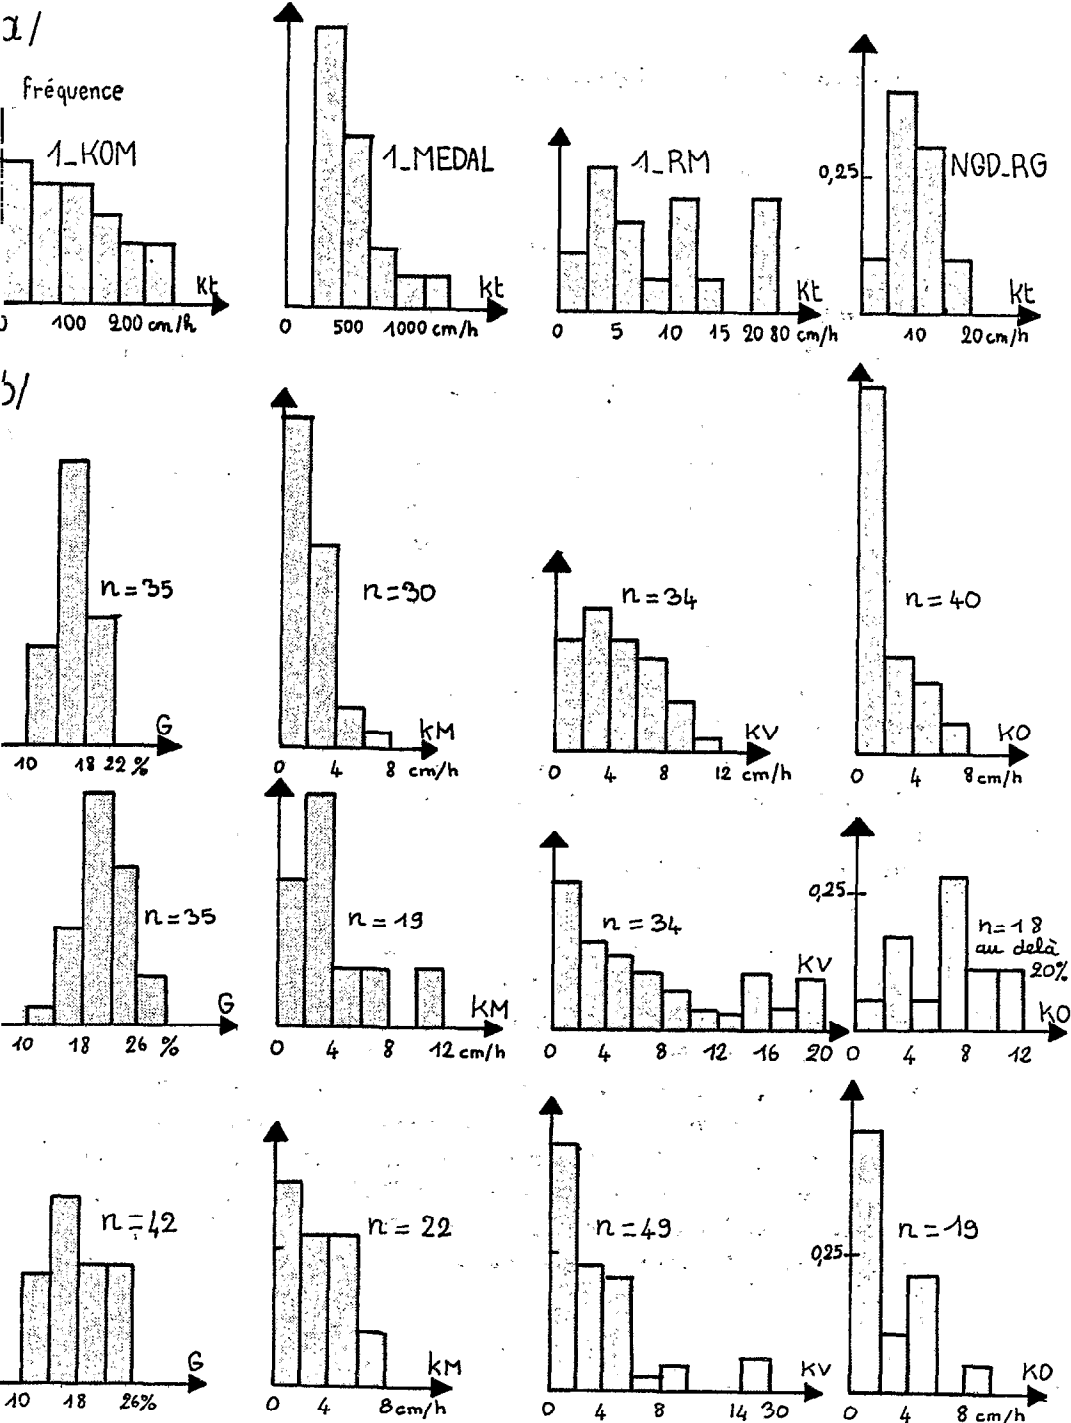 a/
Fréquence
1_KOM
1_MEDAL
1_RM
NGD_RG
0,25
Kt
Kt
Kt
Kt
0 100 200 cm/h
0 500 1000 cm/h
0 5 10 15 20 80 cm/h
10 20 cm/h
b/
n=35
n=30
n=34
n=40
G
KM
KV
KO
10 18 22 %
0 4 8 cm/h
0 4 8 12 cm/h
0 4 8 cm/h
n=35
n=19
n=34
0,25
n=18
au delà
20%
G
KM
KV
KO
10 18 26 %
0 4 8 12 cm/h
0 4 8 12 16 20
0 4 8 12
n=42
n=22
n=49
0,25
n=19
G
KM
KV
KO
10 18 26%
0 4 8 cm/h
0 4 8 14 30
0 4 8 cm/h